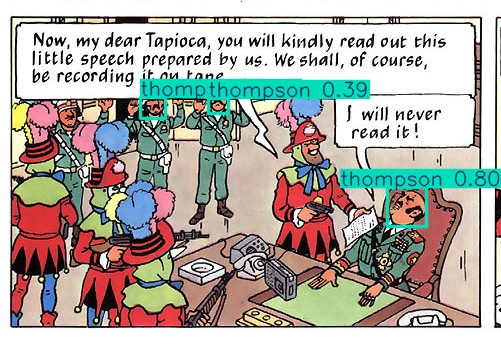 Now, my dear Tapioca, you will kindly read out this
little speech prepared by us. We shall, of course,
be recording it on tape
thomp
thompson 0.39
I will never
read it!
thompson 0.80